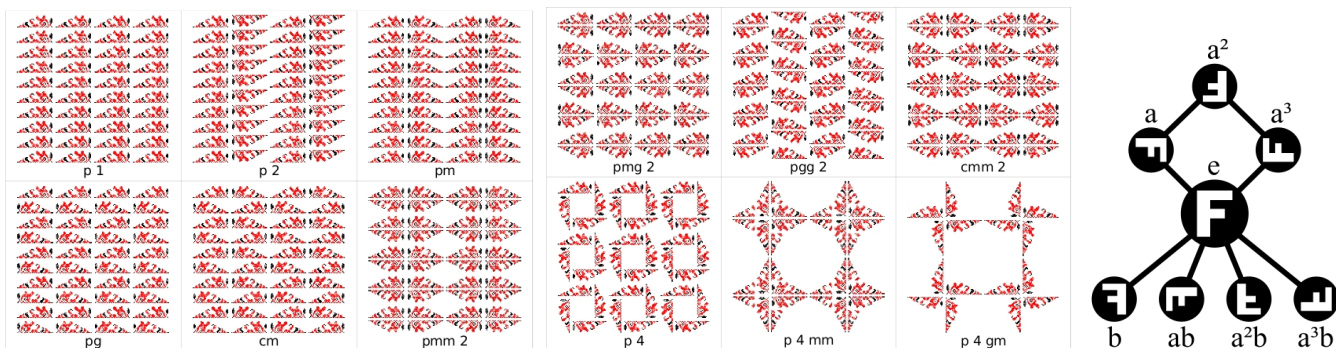 p 1
p 2
pm
pg
cm
pmm 2
pmg 2
pgg 2
cmm 2
p 4
p 4 mm
p 4 gm
a²
a
a³
e
F
b
ab
a²b
a³b